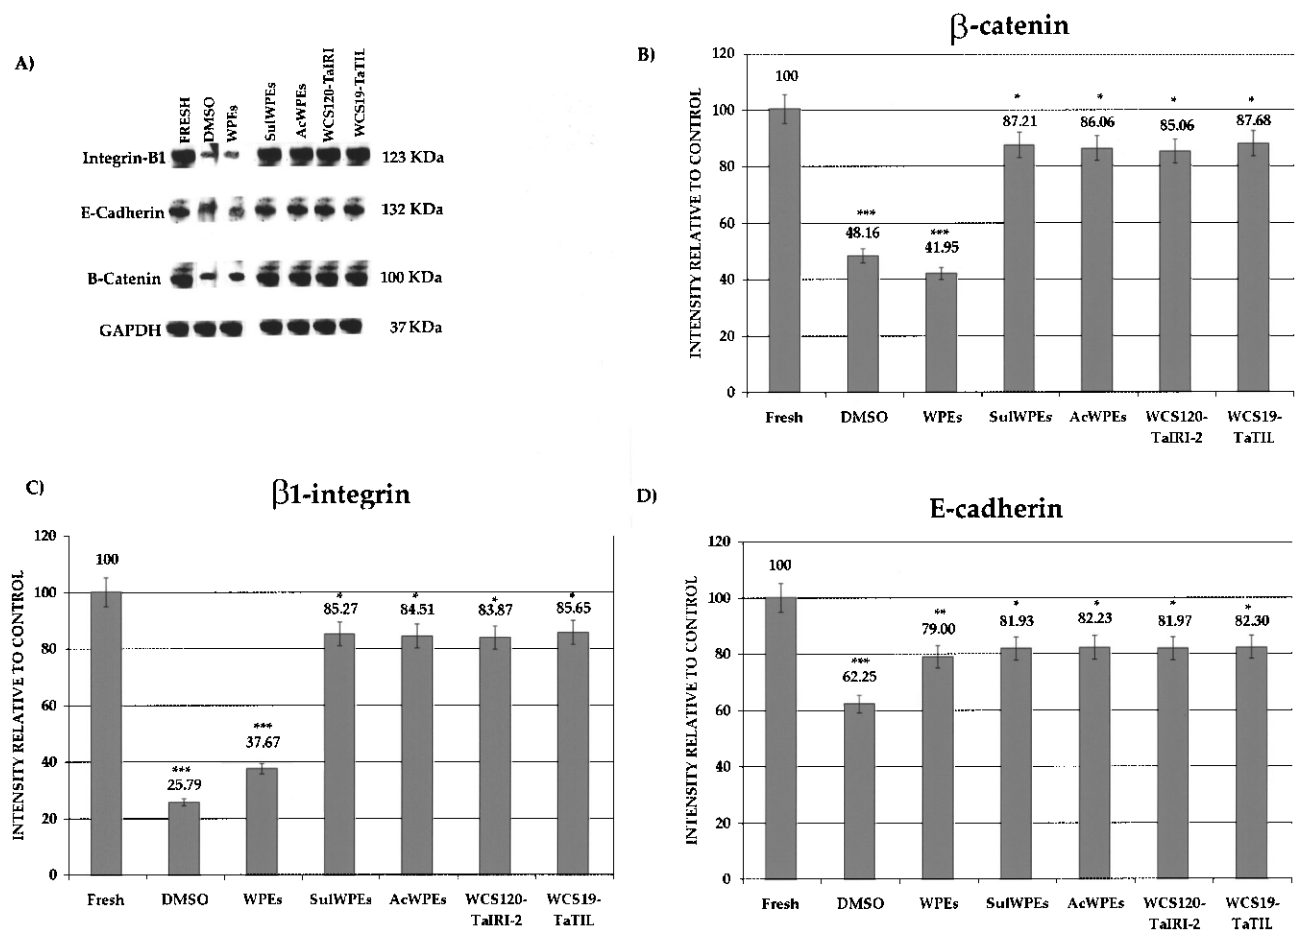 A)
FRESH
DMSO
WPEs
SulWPEs
AcWPEs
WCS120-TaIRI
WCS19-TaTIL
Integrin-B1
123 KDa
E-Cadherin
132 KDa
B-Catenin
100 KDa
GAPDH
37 KDa
B)
β-catenin
INTENSITY RELATIVE TO CONTROL
120
100
80
60
40
20
0
100
***
48.16
***
41.95
*
87.21
*
86.06
*
85.06
*
87.68
Fresh DMSO WPEs SulWPEs AcWPEs WCS120- WCS19-
TaIRI-2 TaTIL
C)
β1-integrin
INTENSITY RELATIVE TO CONTROL
120
100
80
60
40
20
0
100
***
25.79
***
37.67
*
85.27
*
84.51
*
83.87
*
85.65
Fresh DMSO WPEs SulWPEs AcWPEs WCS120- WCS19-
TaIRI-2 TaTIL
D)
E-cadherin
INTENSITY RELATIVE TO CONTROL
120
100
80
60
40
20
0
100
***
62.25
**
79.00
*
81.93
*
82.23
*
81.97
*
82.30
Fresh DMSO WPEs SulWPEs AcWPEs WCS120- WCS19-
TaIRI-2 TaTIL